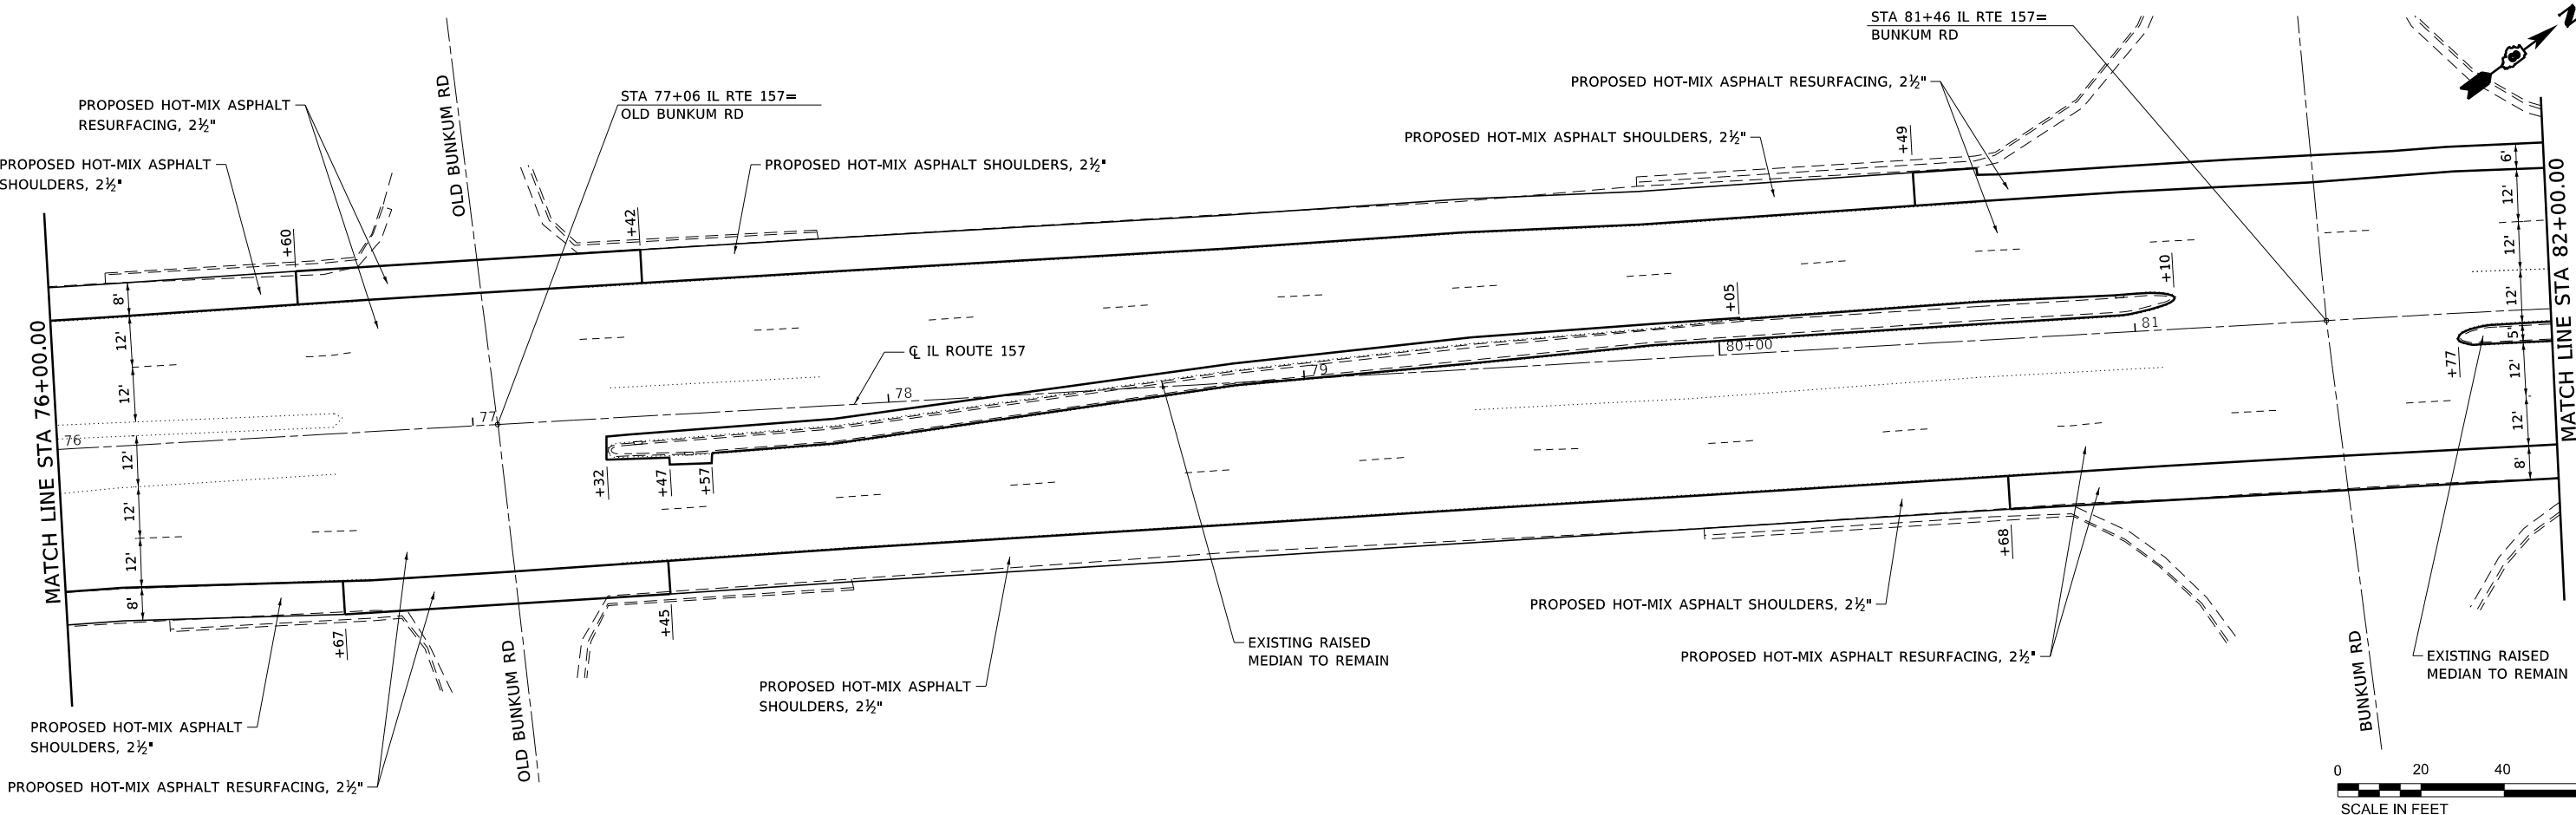 STA 81+46 IL RTE 157=
BUNKUM RD
N
PROPOSED HOT-MIX ASPHALT RESURFACING, 2½"
STA 77+06 IL RTE 157=
OLD BUNKUM RD
PROPOSED HOT-MIX ASPHALT
RESURFACING, 2½"
OLD BUNKUM RD
PROPOSED HOT-MIX ASPHALT SHOULDERS, 2½"
+49
PROPOSED HOT-MIX ASPHALT
SHOULDERS, 2½"
PROPOSED HOT-MIX ASPHALT SHOULDERS, 2½"
+60
+42
6'
12'
12'
12'
5'
12'
12'
8'
MATCH LINE STA 82+00.00
8'
12'
12'
12'
12'
12'
8'
MATCH LINE STA 76+00.00
+05
+10
76
77
78
79
80+00
81
℄ IL ROUTE 157
+32
+47
+57
+77
+67
+45
+68
EXISTING RAISED
MEDIAN TO REMAIN
PROPOSED HOT-MIX ASPHALT SHOULDERS, 2½"
PROPOSED HOT-MIX ASPHALT RESURFACING, 2½"
EXISTING RAISED
MEDIAN TO REMAIN
PROPOSED HOT-MIX ASPHALT
SHOULDERS, 2½"
OLD BUNKUM RD
BUNKUM RD
PROPOSED HOT-MIX ASPHALT
SHOULDERS, 2½"
PROPOSED HOT-MIX ASPHALT RESURFACING, 2½"
0 20 40
SCALE IN FEET